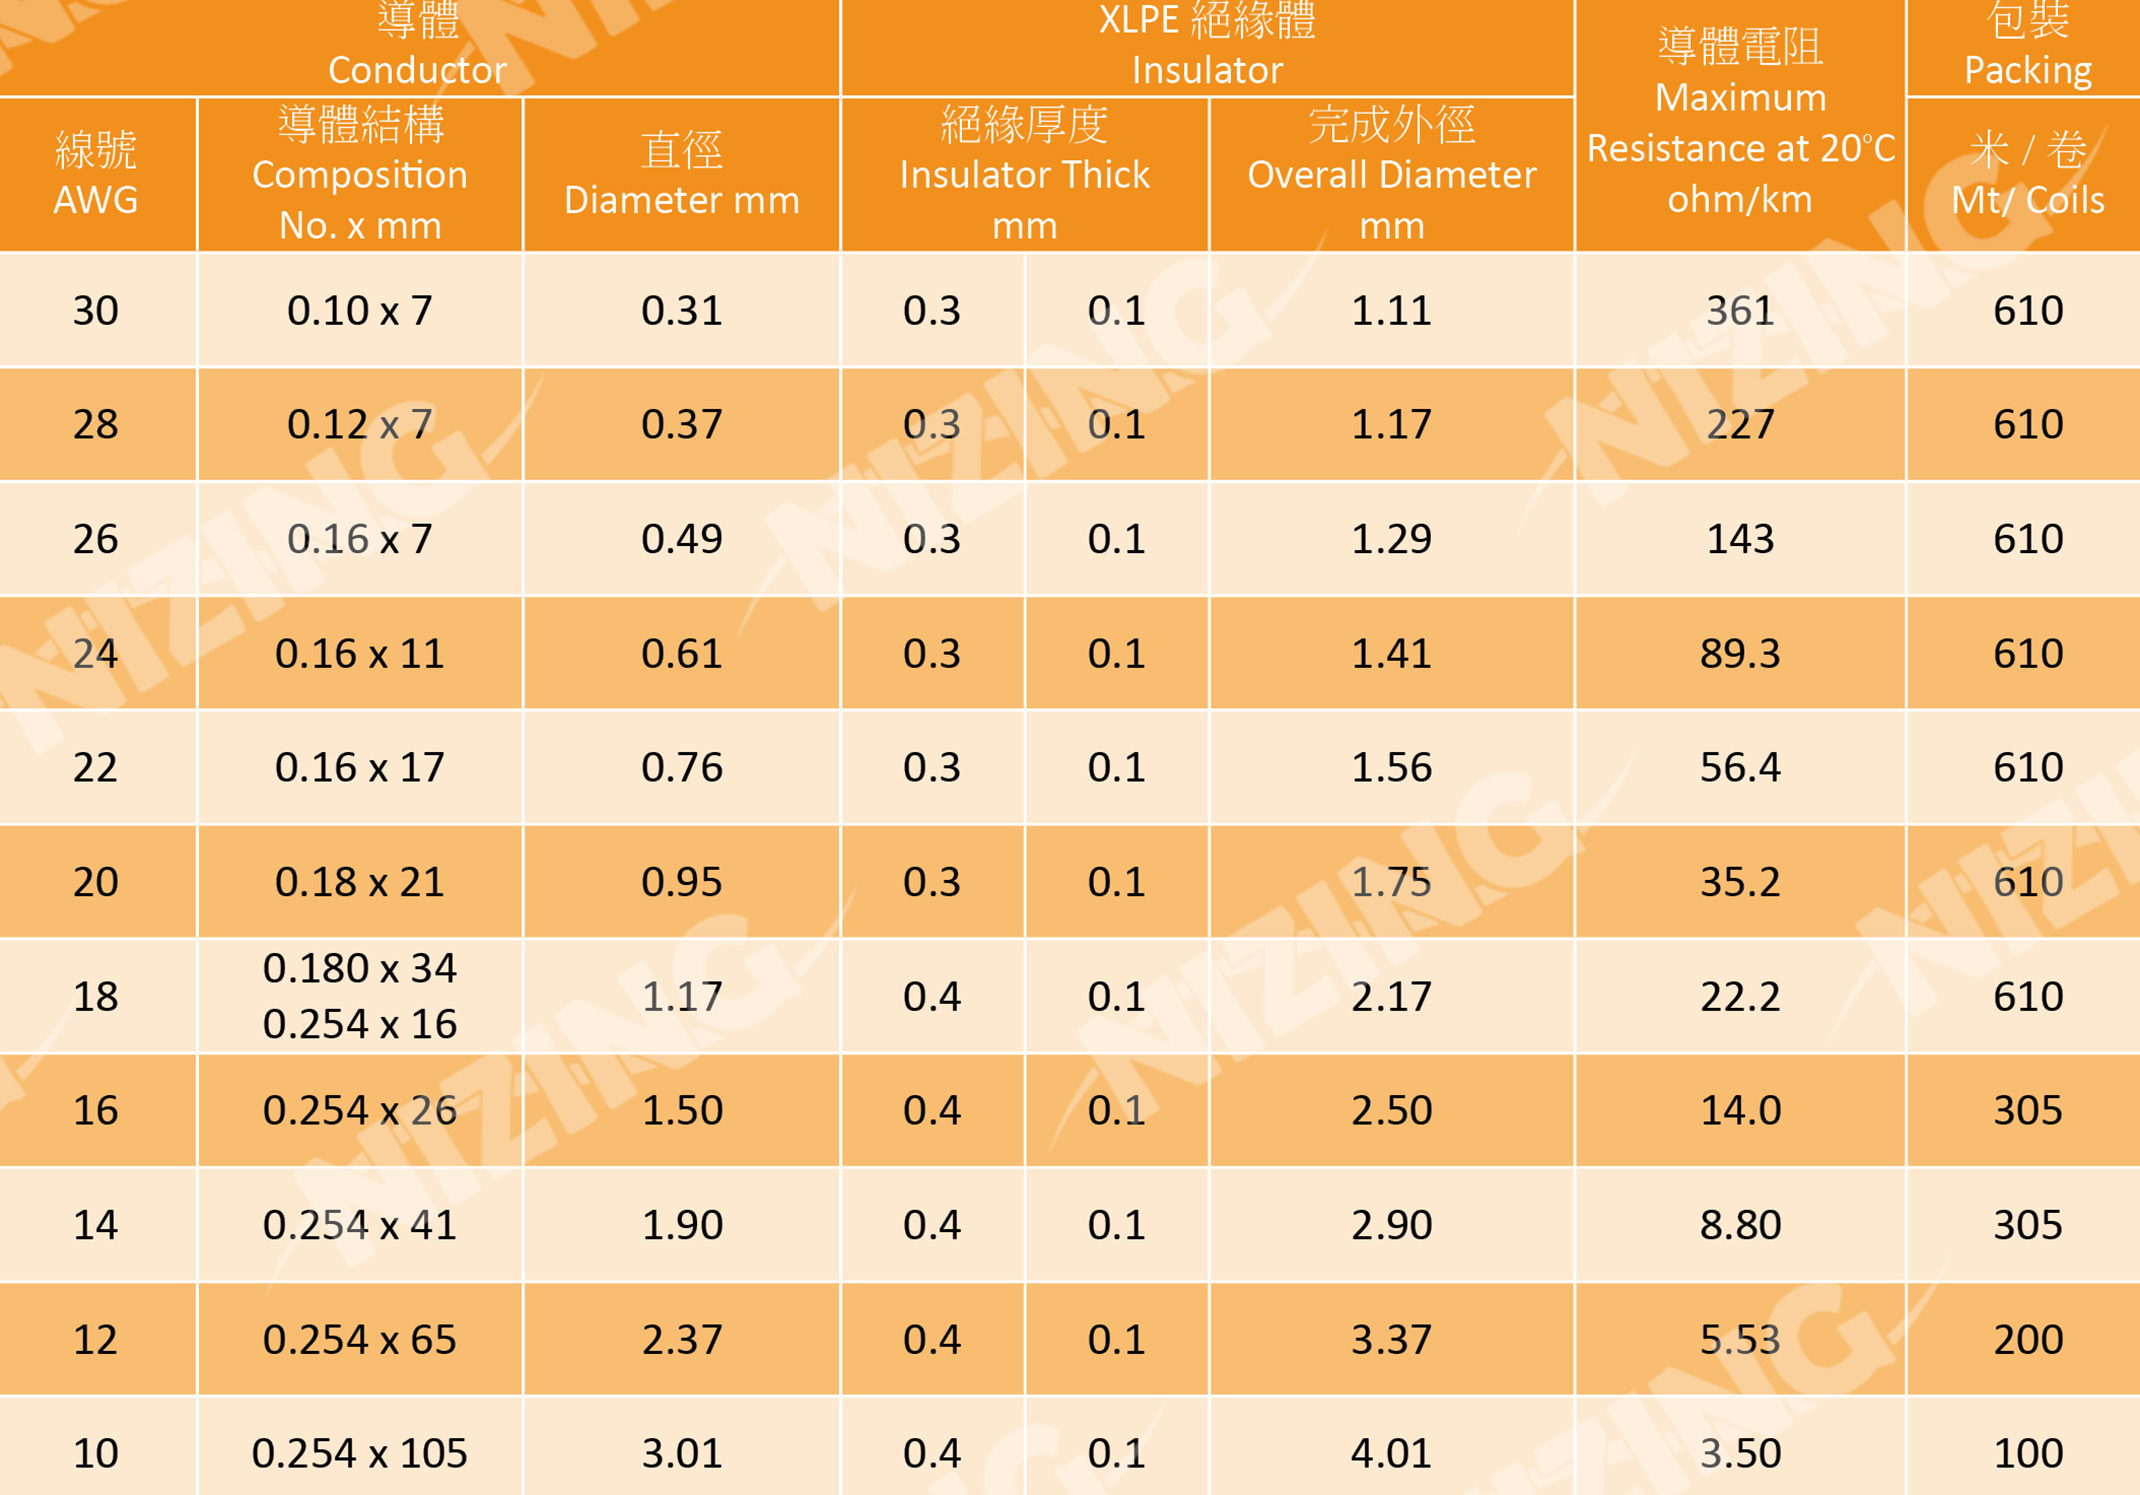 導體
Conductor
XLPE 絕緣體
Insulator
導體電阻
Maximum
Resistance at 20°C
ohm/km
包裝
Packing
線號
AWG
導體結構
Composition
No. x mm
直徑
Diameter mm
絕緣厚度
Insulator Thick
mm
完成外徑
Overall Diameter
mm
米 / 卷
Mt/ Coils
30 0.10 x 7 0.31 0.3 0.1 1.11 361 610
28 0.12 x 7 0.37 0.3 0.1 1.17 227 610
26 0.16 x 7 0.49 0.3 0.1 1.29 143 610
24 0.16 x 11 0.61 0.3 0.1 1.41 89.3 610
22 0.16 x 17 0.76 0.3 0.1 1.56 56.4 610
20 0.18 x 21 0.95 0.3 0.1 1.75 35.2 610
18 0.180 x 34
0.254 x 16 1.17 0.4 0.1 2.17 22.2 610
16 0.254 x 26 1.50 0.4 0.1 2.50 14.0 305
14 0.254 x 41 1.90 0.4 0.1 2.90 8.80 305
12 0.254 x 65 2.37 0.4 0.1 3.37 5.53 200
10 0.254 x 105 3.01 0.4 0.1 4.01 3.50 100
NIZING
NIZING
NIZING
NIZING
NIZING